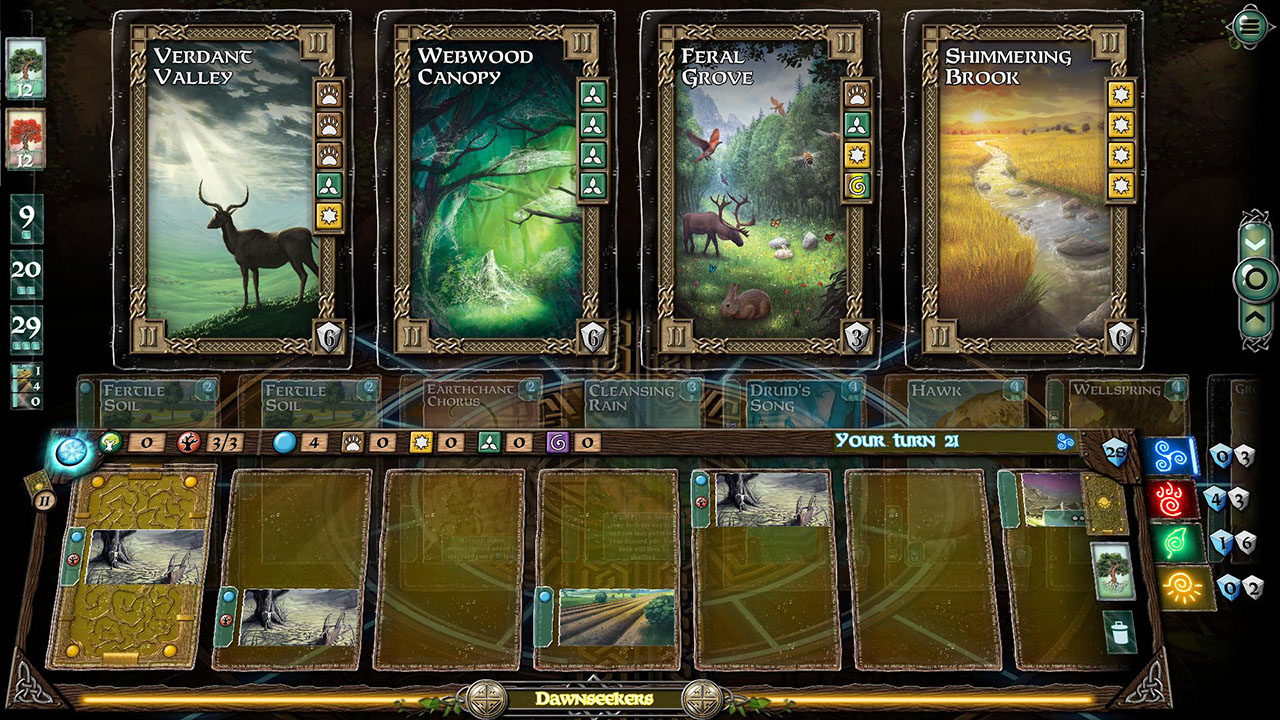 VERDANT
VALLEY
II
II
6
WEBWOOD
CANOPY
II
II
6
FERAL
GROVE
II
II
3
SHIMMERING
BROOK
II
II
6
12
12
9
20
29
1
4
0
FERTILE
SOIL
2
FERTILE
SOIL
2
EARTHCHANT
CHORUS
2
CLEANSING
RAIN
3
DRUID'S
SONG
4
HAWK
4
WELLSPRING
4
GRO
0
3/3
4
0
0
0
0
YOUR TURN 21
28
0 3
4 3
1 6
0 2
II
DAWNSEEKERS